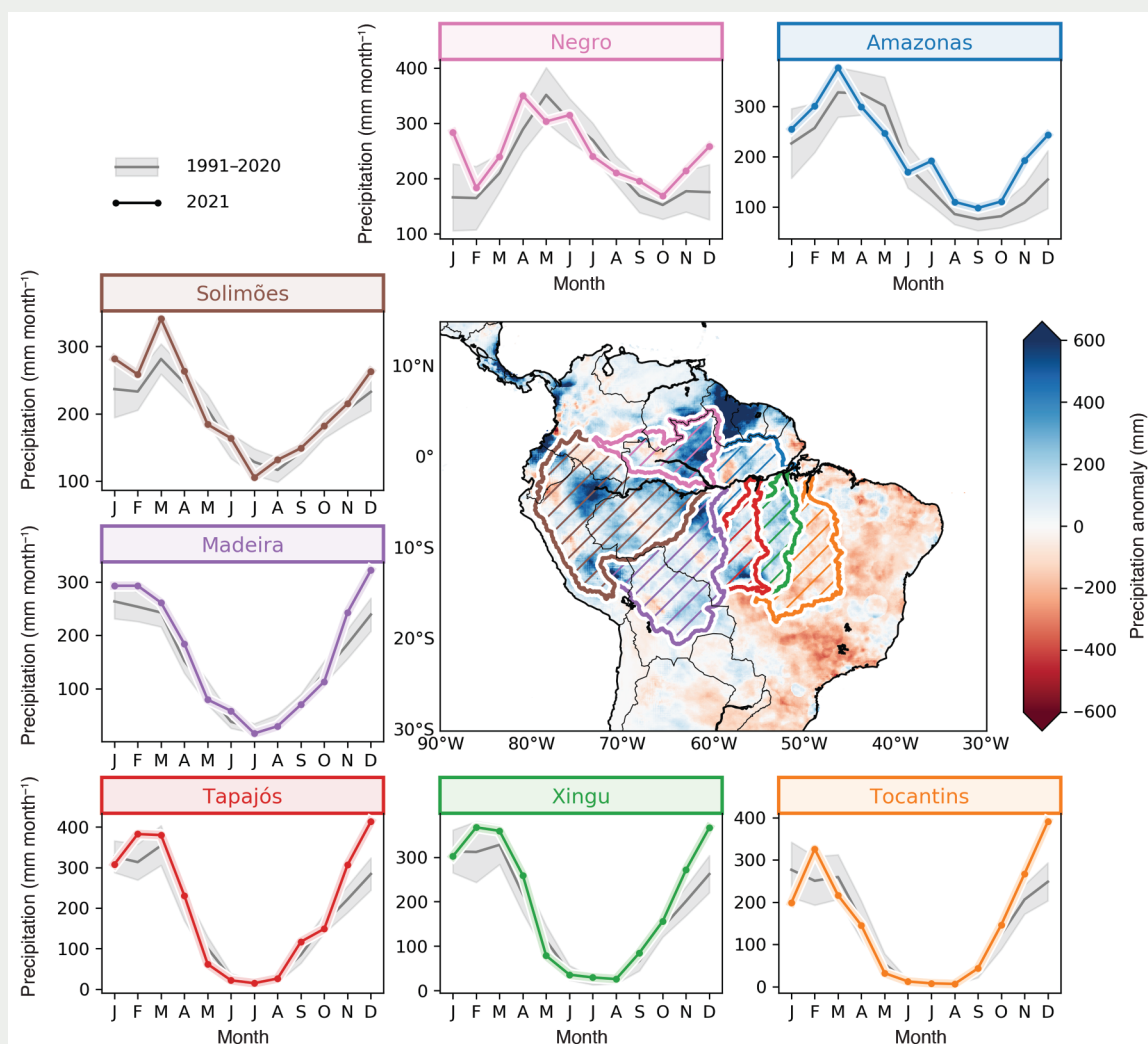 Negro
Precipitation (mm month⁻¹)
400
300
200
100
J F M A M J J A S O N D
Month
Amazonas
300
200
100
J F M A M J J A S O N D
Month
1991–2020
2021
Solimões
Precipitation (mm month⁻¹)
300
200
100
J F M A M J J A S O N D
Madeira
Precipitation (mm month⁻¹)
300
200
100
J F M A M J J A S O N D
10°N
0°
10°S
20°S
30°S
90°W 80°W 70°W 60°W 50°W 40°W 30°W
600
400
200
0
−200
−400
−600
Precipitation anomaly (mm)
Tapajós
Precipitation (mm month⁻¹)
400
300
200
100
0
J F M A M J J A S O N D
Month
Xingu
300
200
100
0
J F M A M J J A S O N D
Month
Tocantins
400
300
200
100
0
J F M A M J J A S O N D
Month